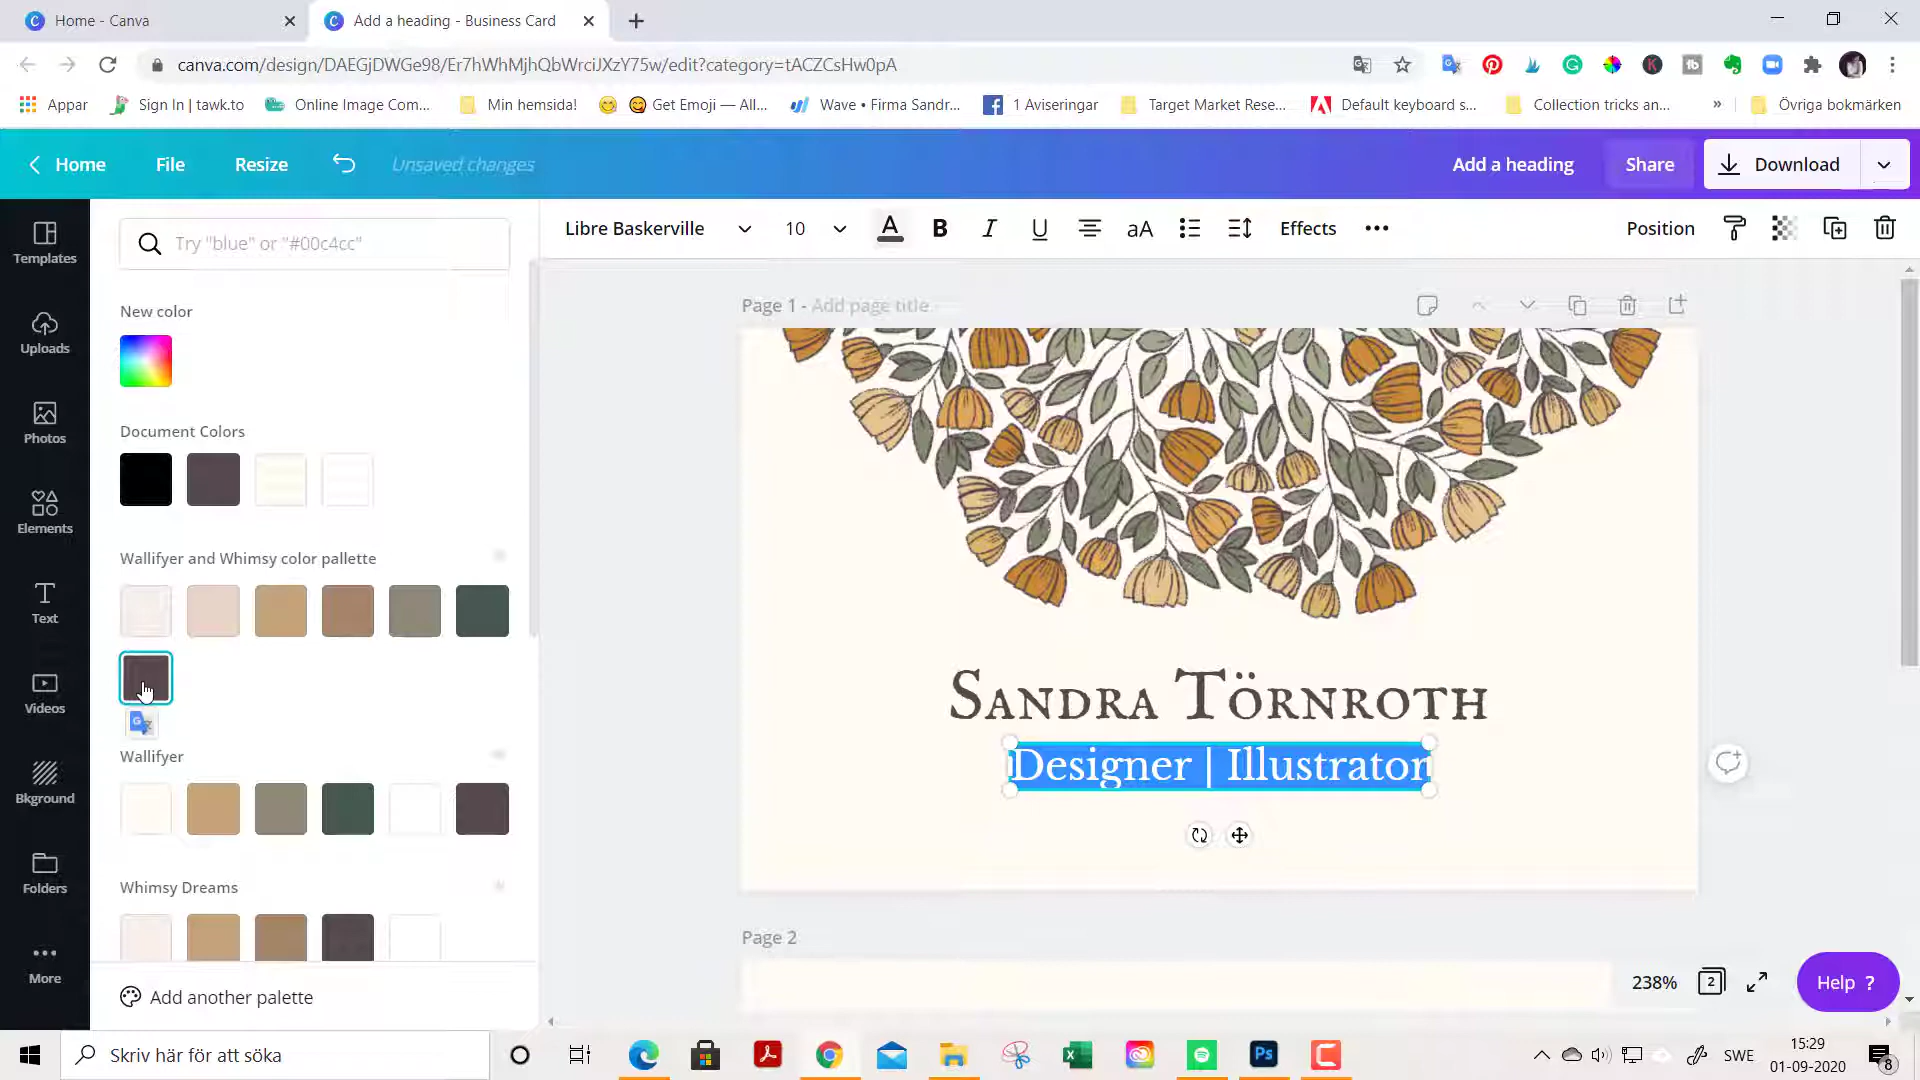 Home - Canva
Add a heading - Business Card
canva.com/design/DAEGjDWGe98/Er7hWhMjhQbWrciJXzY75w/edit?category=tACZCsHw0pA
Appar
Sign In | tawk.to
Online Image Com...
Min hemsida!
Get Emoji — All...
Wave • Firma Sandr...
1 Aviseringar
Target Market Rese...
Default keyboard s...
Collection tricks an...
»
Övriga bokmärken
Home
File
Resize
Unsaved changes
Add a heading
Share
Download
Templates
Uploads
Photos
Elements
Text
Videos
Bkground
Folders
More
Try "blue" or "#00c4cc"
New color
Document Colors
Wallifyer and Whimsy color pallette
Wallifyer
Whimsy Dreams
Add another palette
Libre Baskerville
10
A
B
I
U
aA
Effects
Position
Page 1 - Add page title
Sandra Törnroth
Designer | Illustrator
Page 2
238%
2
Help ?
Skriv här för att söka
Ps
SWE
15:29
01-09-2020
8